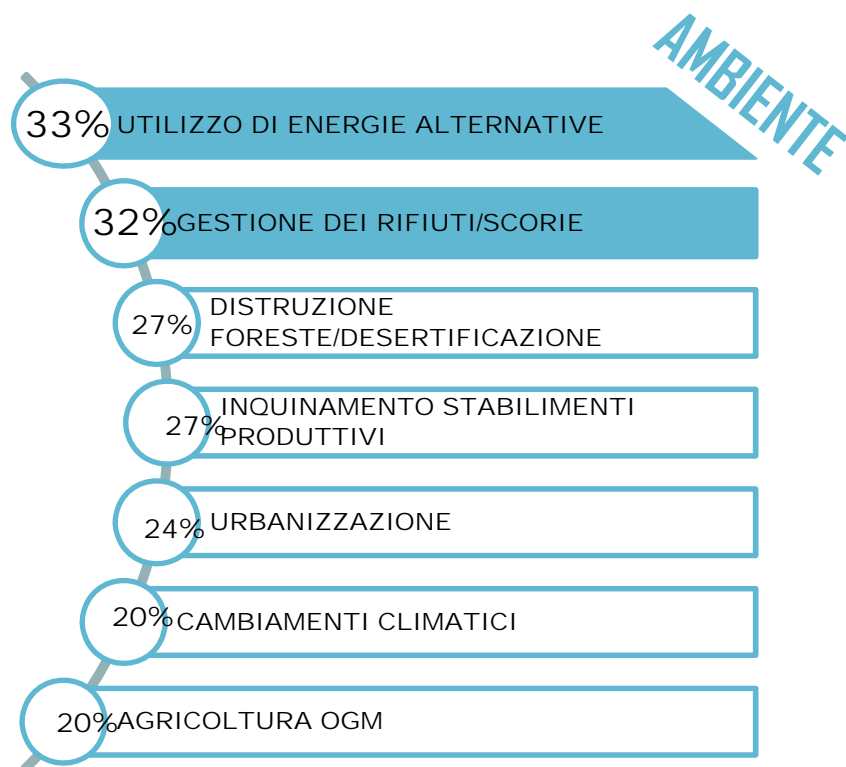 AMBIENTE
33% UTILIZZO DI ENERGIE ALTERNATIVE
32% GESTIONE DEI RIFIUTI/SCORIE
27% DISTRUZIONE
FORESTE/DESERTIFICAZIONE
27% INQUINAMENTO STABILIMENTI
PRODUTTIVI
24% URBANIZZAZIONE
20% CAMBIAMENTI CLIMATICI
20% AGRICOLTURA OGM